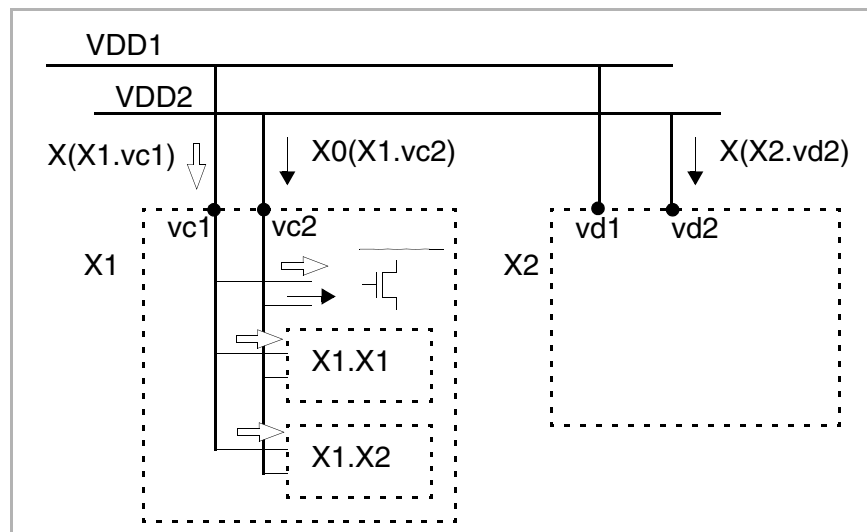 VDD1
VDD2
X(X1.vc1)
X0(X1.vc2)
X(X2.vd2)
vc1
vc2
vd1
vd2
X1
X2
X1.X1
X1.X2